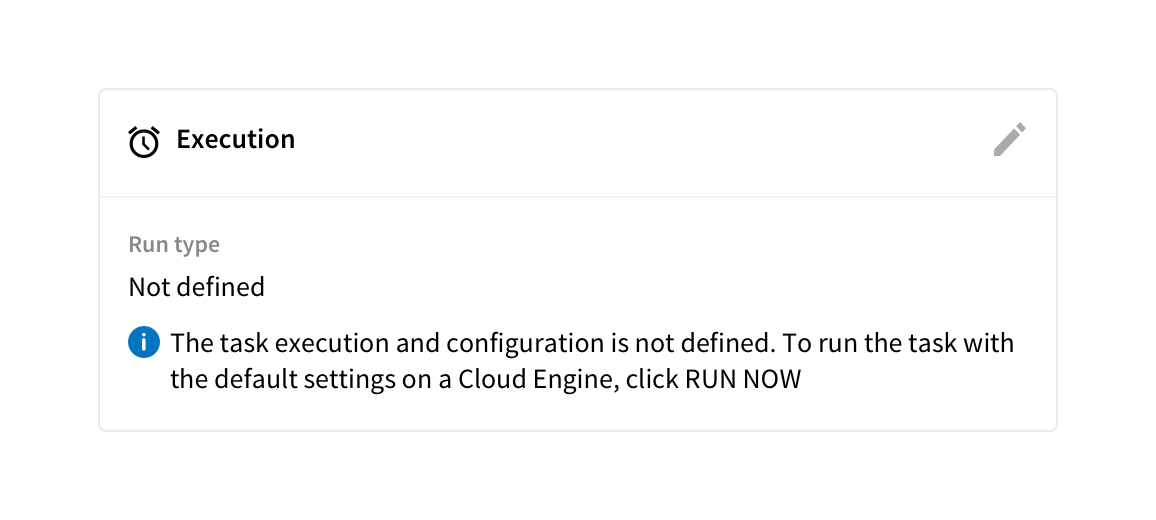 Execution
Run type
Not defined
The task execution and configuration is not defined. To run the task with
the default settings on a Cloud Engine, click RUN NOW